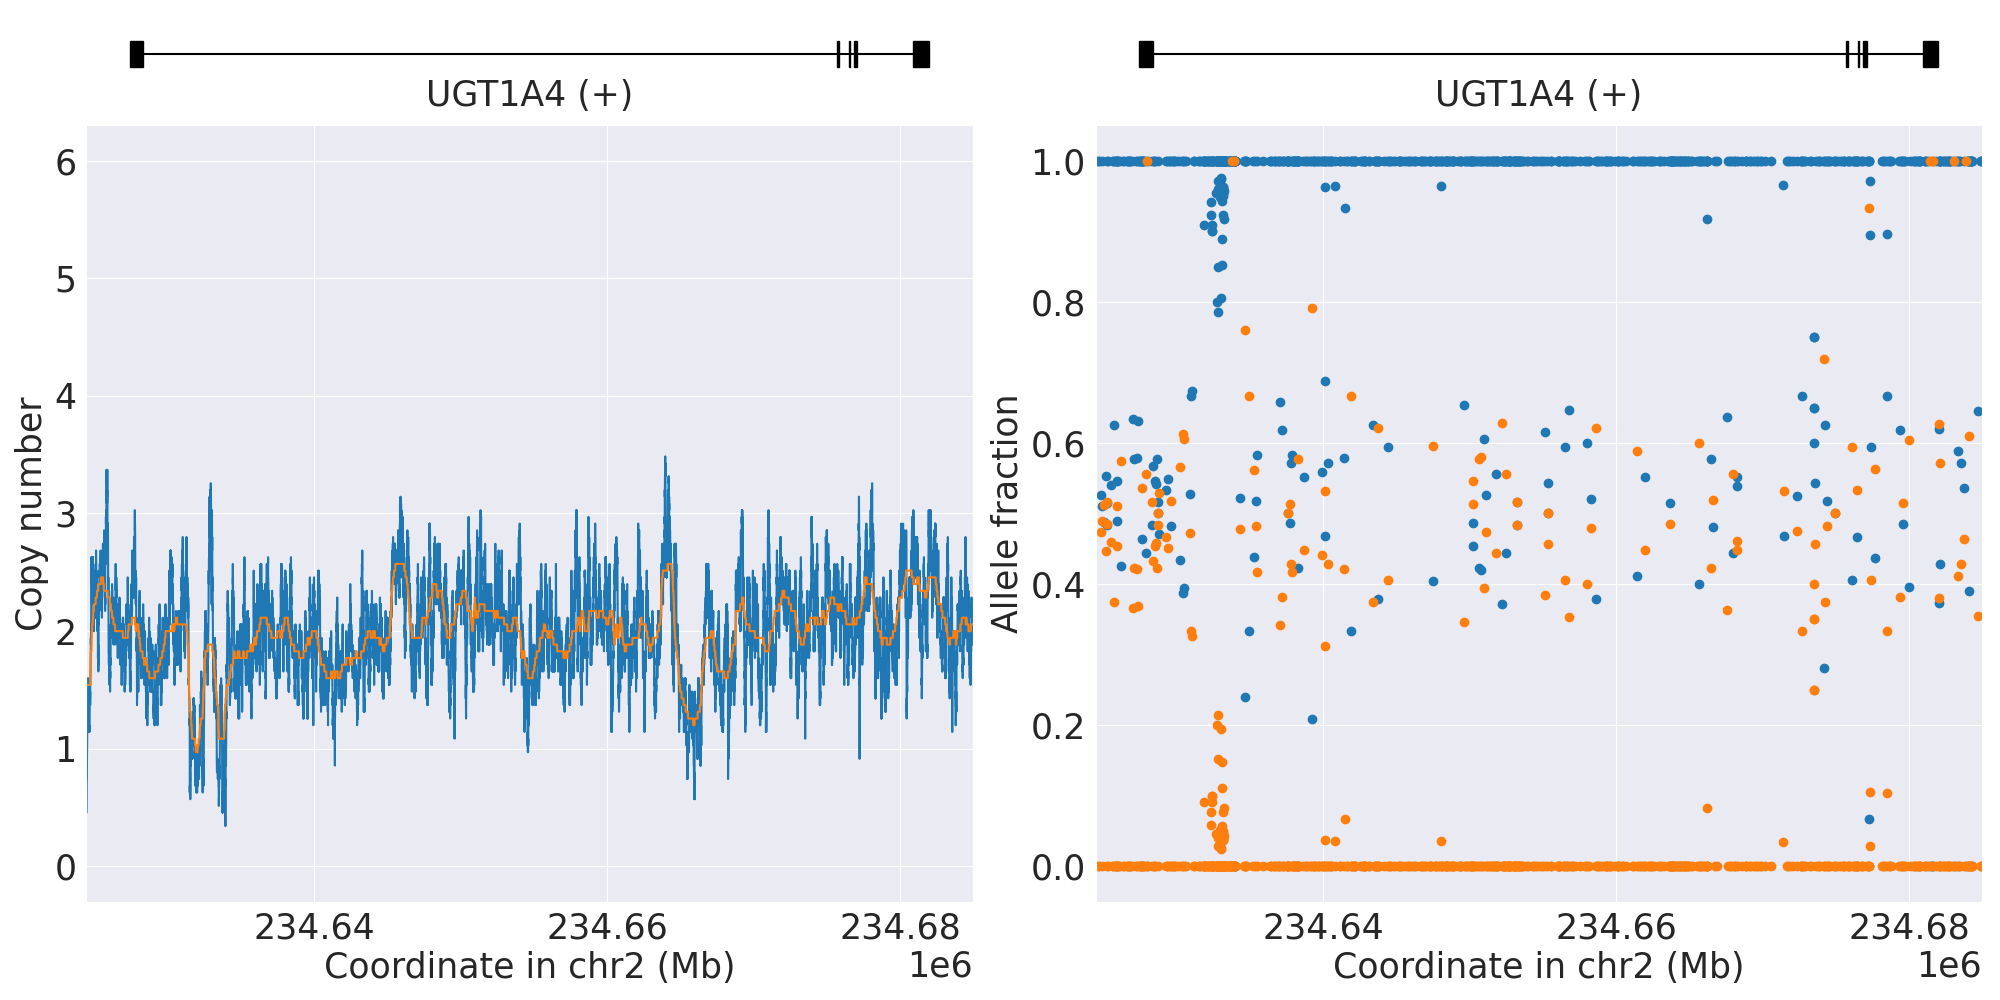 UGT1A4 (+)
6
5
4
3
2
1
0
Copy number
234.64 234.66 234.68
1e6
Coordinate in chr2 (Mb)
UGT1A4 (+)
1.0
0.8
0.6
0.4
0.2
0.0
Allele fraction
234.64 234.66 234.68
1e6
Coordinate in chr2 (Mb)